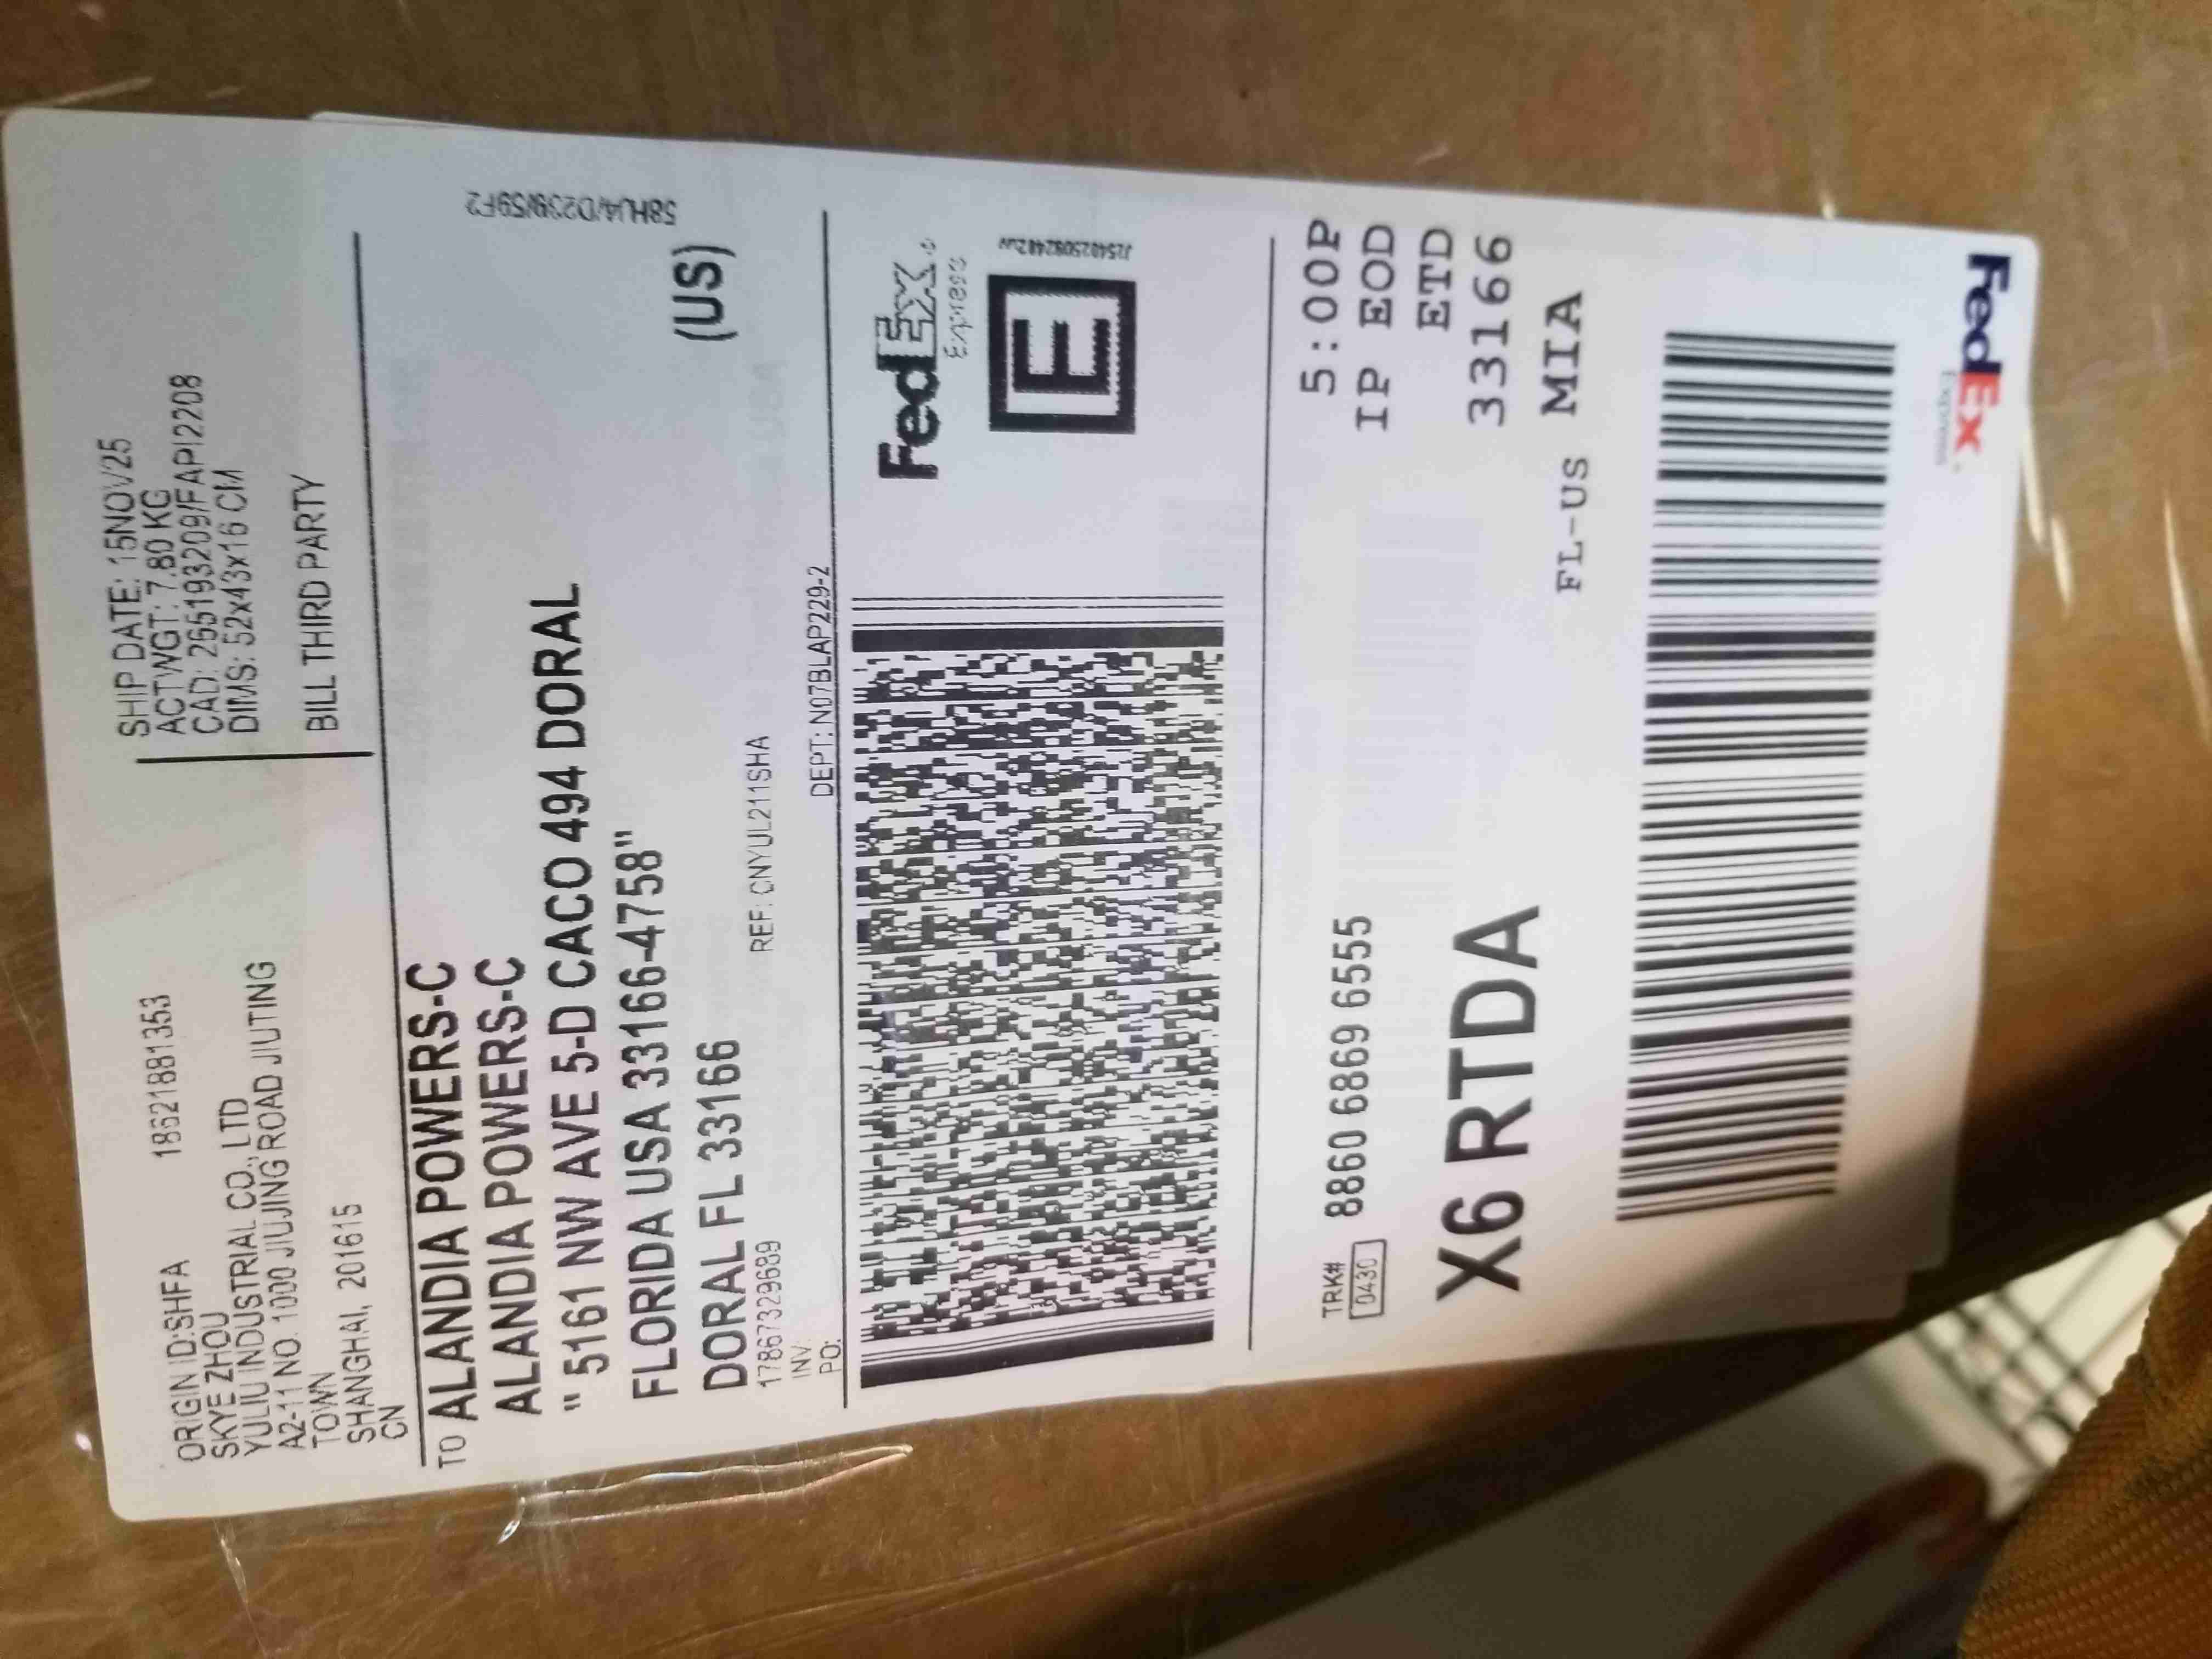 ORIGIN ID:SHFA 18621881353
SKYE ZHOU
YULIU INDUSTRIAL CO., LTD
A2-11 NO. 1000 JIUJING ROAD JIUTING
TOWN
SHANGHAI, 201615
CN
SHIP DATE: 15NOV25
ACTWGT: 7.80 KG
CAD: 265193209/FAPI2208
DIMS: 52x43x16 CM
BILL THIRD PARTY
TO ALANDIA POWERS-C
ALANDIA POWERS-C
" 5161 NW AVE 5-D CACO 494 DORAL
FLORIDA USA 33166-4758"
DORAL FL 33166
(US)
58HJ4/D239/59F2
17867329689
REF: CNYUL211SHA
INV:
PO:
DEPT: N07BLAP229-2
FedEx
Express
E
TRK# 8860 6869 6555
0430
5:00P
IP EOD
ETD
X6 RTDA
33166
FL-US MIA
FedEx
Express